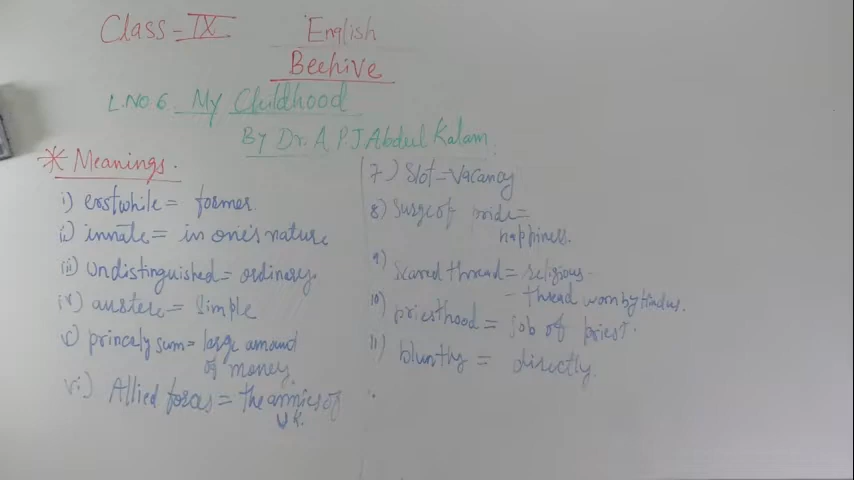 Class - IX
English
Beehive
L.No.6 My Childhood
By Dr. A P J Abdul Kalam.
* Meanings.
i) erstwhile = former.
ii) innate = in one's nature
iii) undistinguished = ordinary.
iv) austere = simple
v) princely sum = large amount
of money.
vi) Allied forces = the armies of
UK.
7) Slot = vacancy
8) Surge of pride =
happiness.
9) scared thread = religious
- thread worn by Hindus.
10) priesthood = job of priest.
11) bluntly = directly.